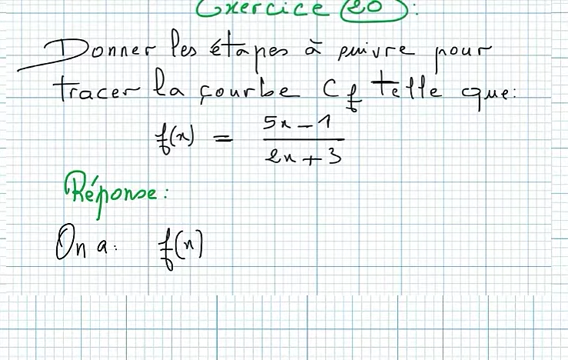 Exercice 20 :
Donner les étapes à suivre pour
tracer la courbe Cf telle que:
f(x) = (5x - 1)/(2x + 3)
Réponse:
On a: f(x)